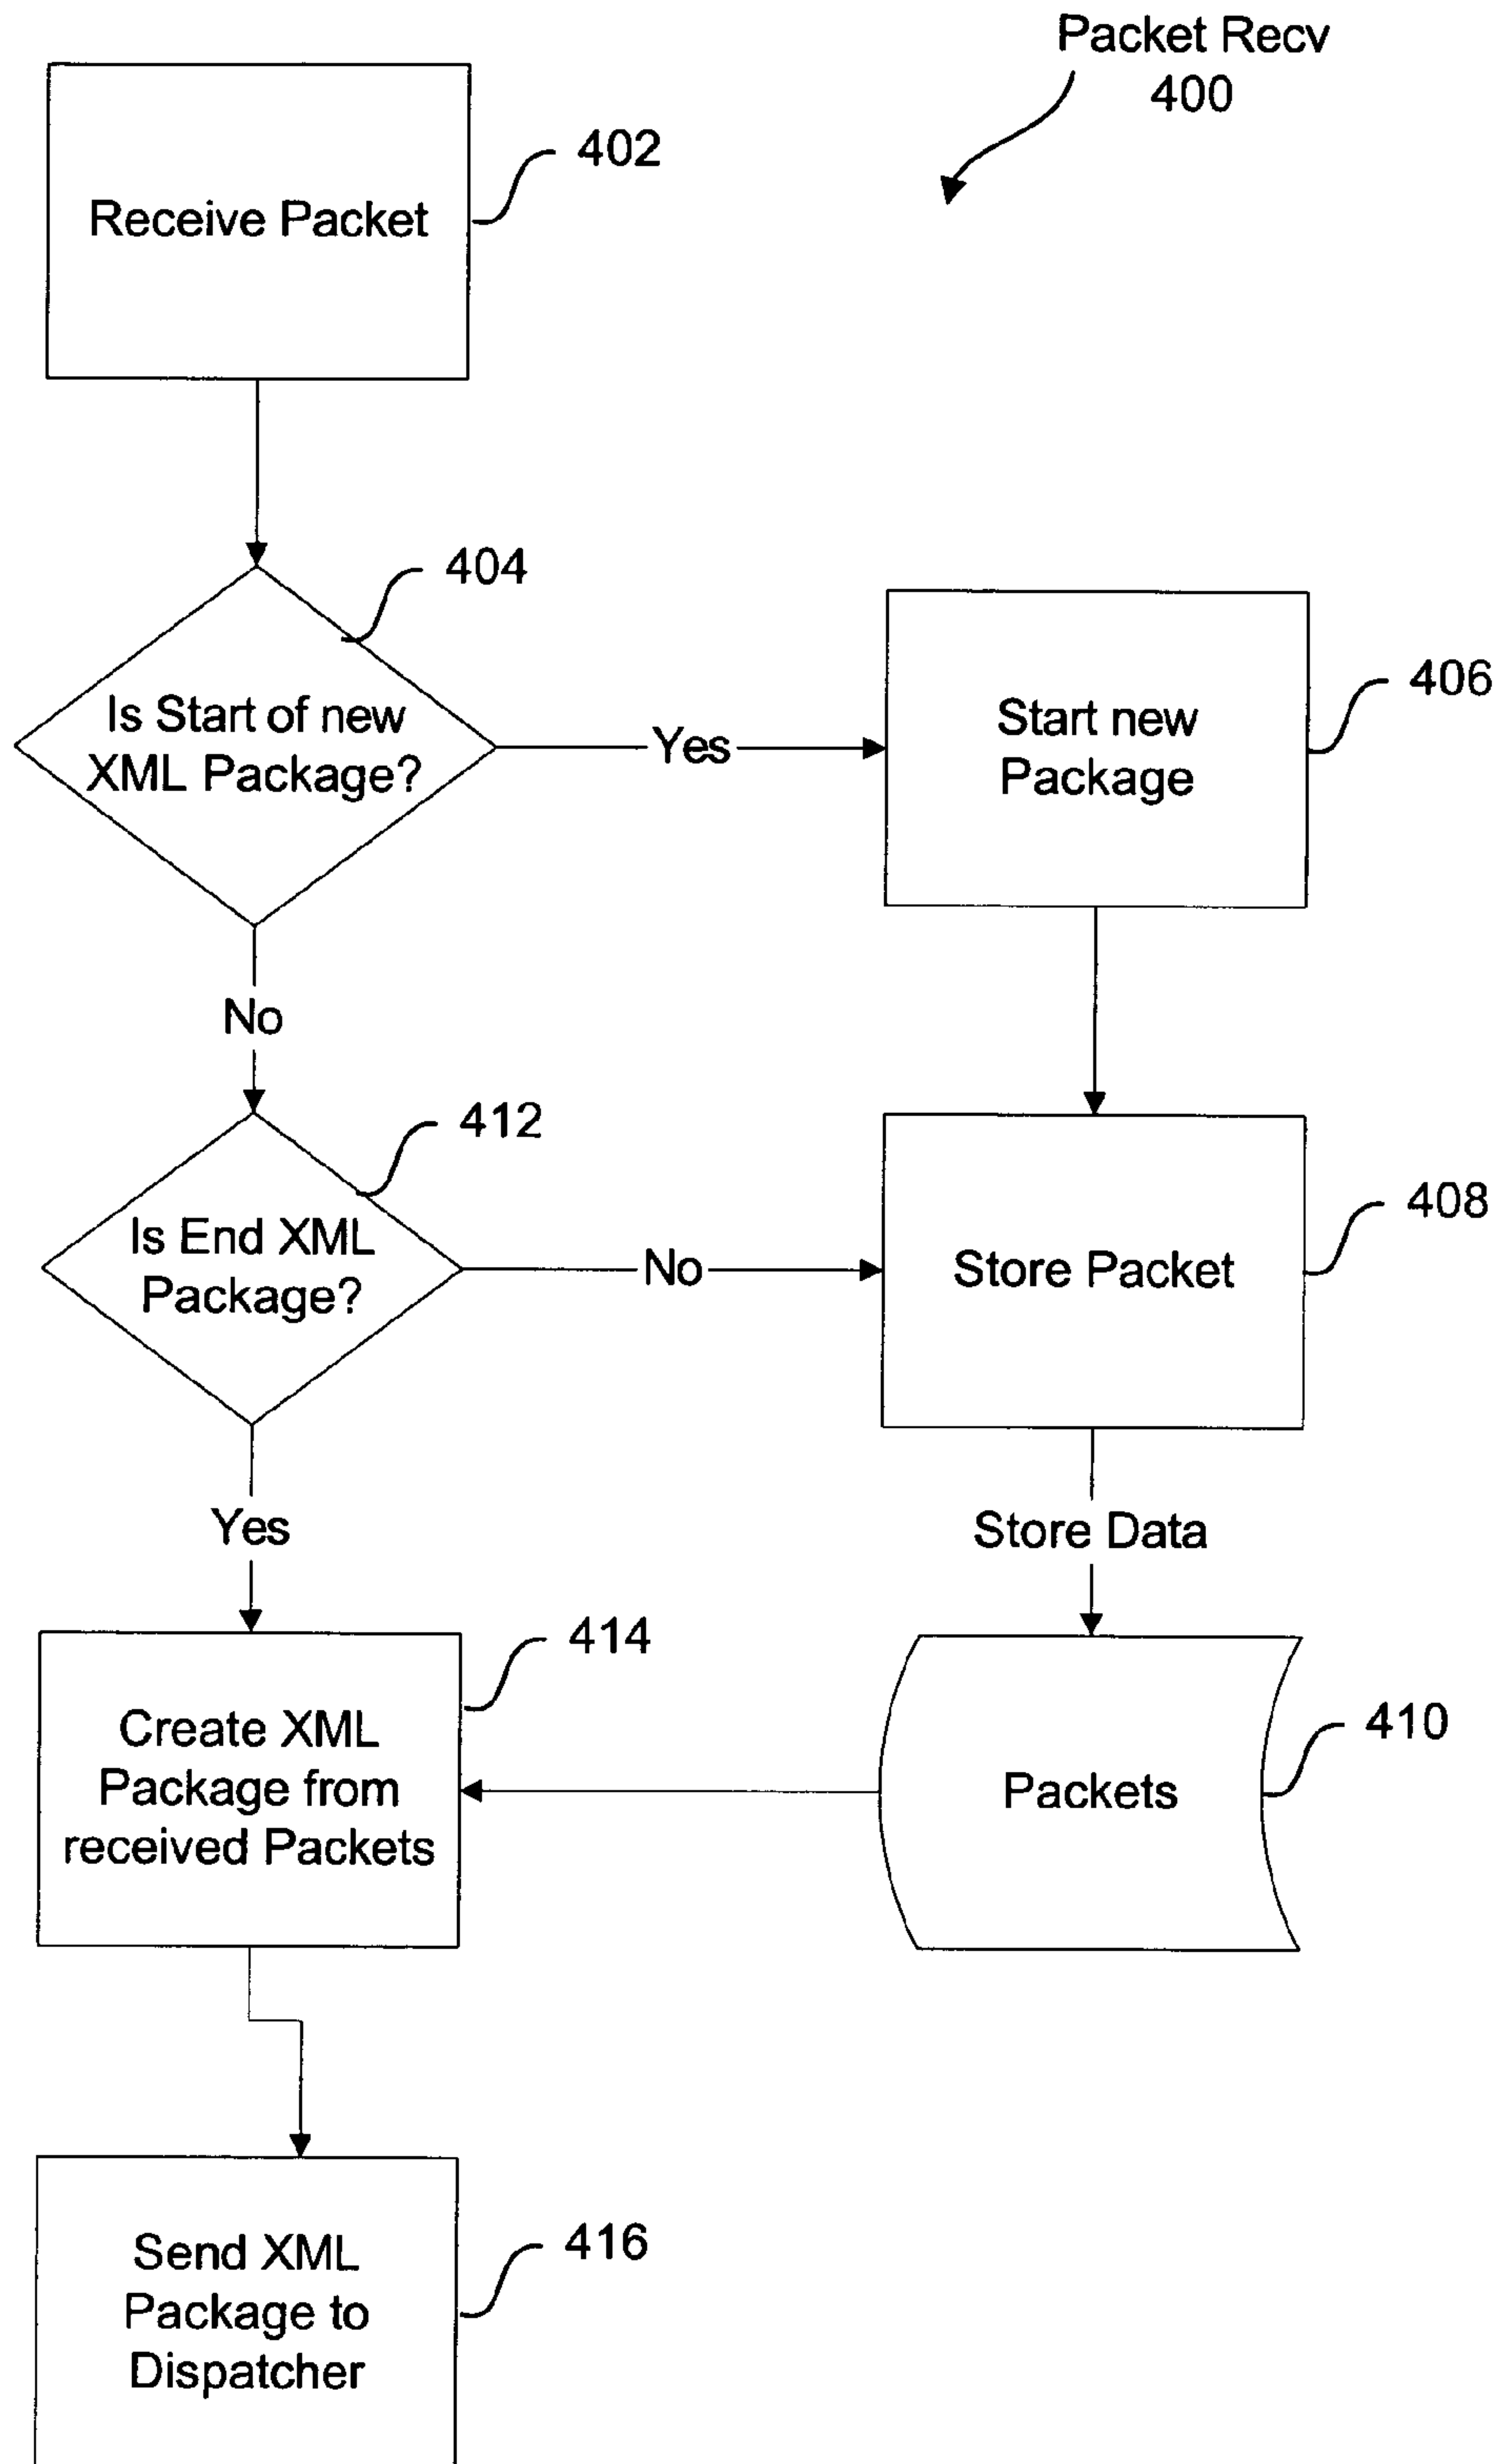 Packet Recv
400
402
Receive Packet
404
Is Start of new
XML Package?
Yes
406
Start new
Package
No
412
Is End XML
Package?
No
408
Store Packet
Yes
Store Data
414
Create XML
Package from
received Packets
410
Packets
416
Send XML
Package to
Dispatcher